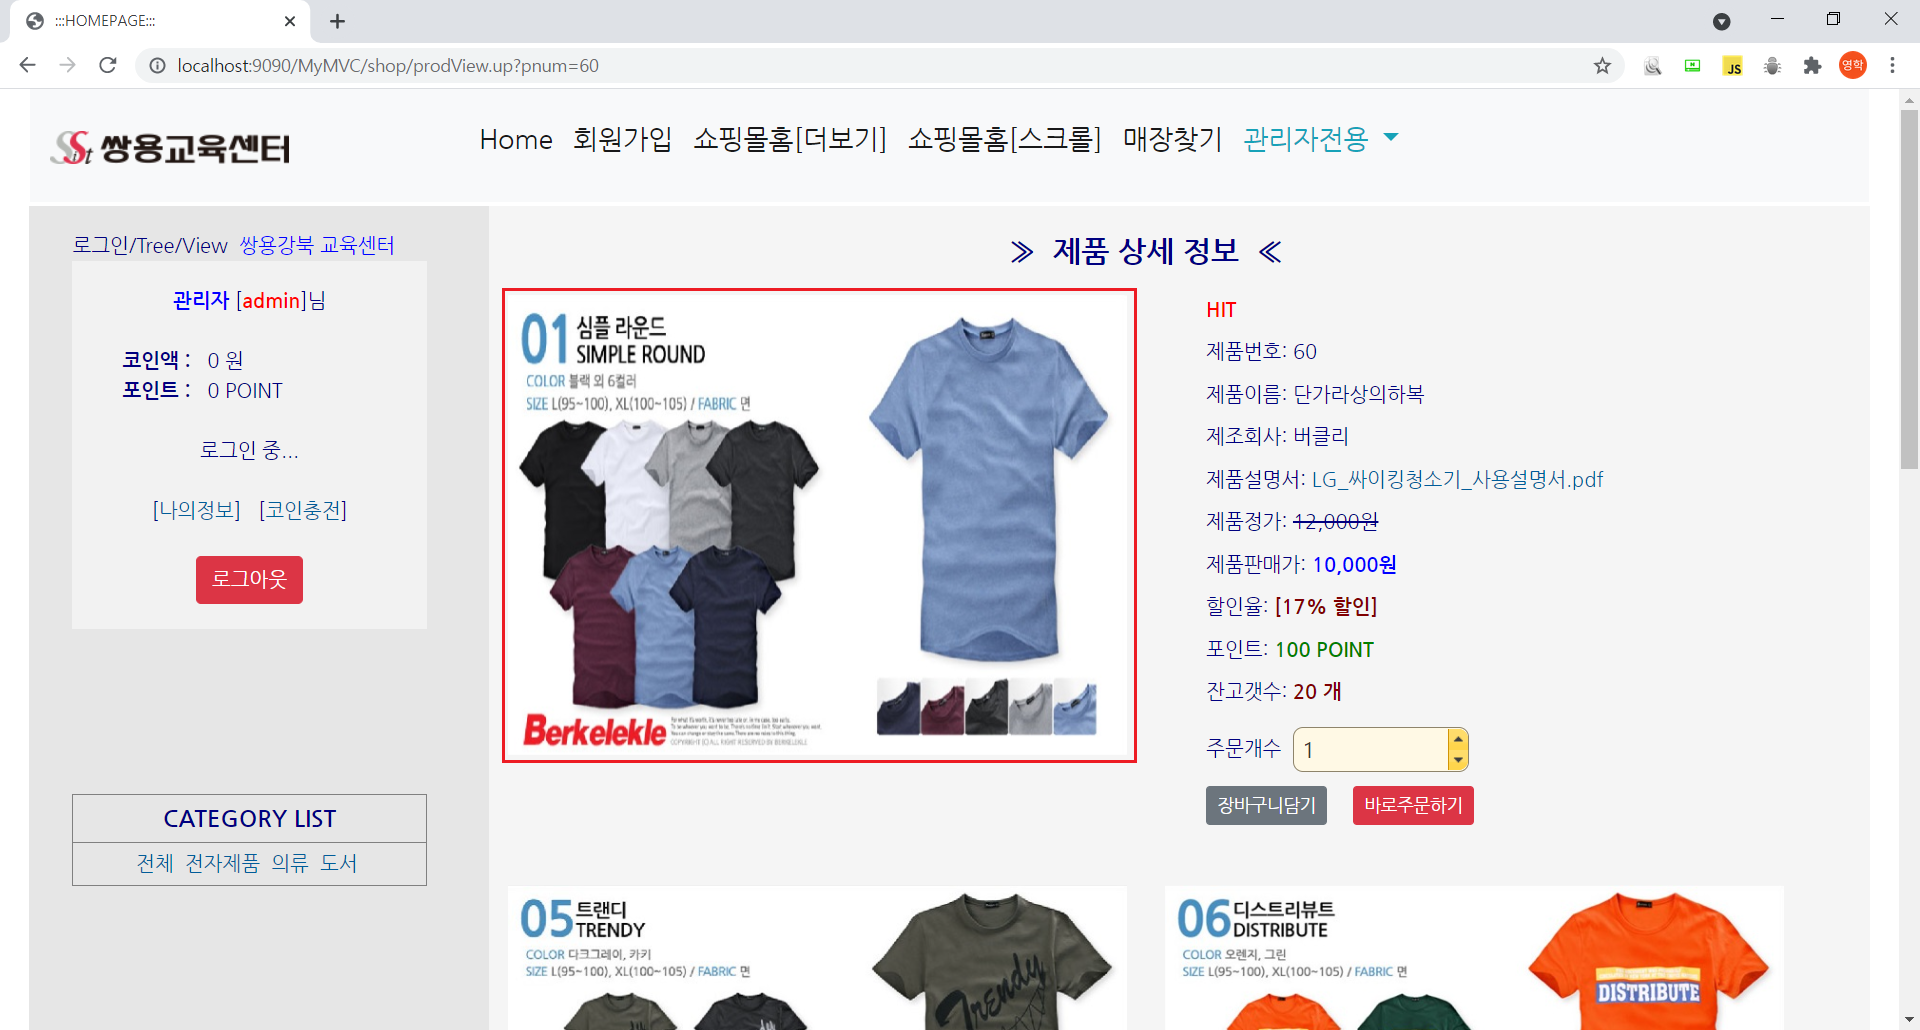 :::HOMEPAGE:::
localhost:9090/MyMVC/shop/prodView.up?pnum=60
JS
영학
SSit 쌍용교육센터
Home 회원가입 쇼핑몰홈[더보기] 쇼핑몰홈[스크롤] 매장찾기 관리자전용
로그인/Tree/View 쌍용강북 교육센터
관리자 [admin]님
코인액 : 0 원
포인트 : 0 POINT
로그인 중...
[나의정보] [코인충전]
로그아웃
CATEGORY LIST
전체 전자제품 의류 도서
≫ 제품 상세 정보 ≪
01 심플 라운드
SIMPLE ROUND
COLOR 블랙 외 6컬러
SIZE L(95~100), XL(100~105) / FABRIC 면
Berkelekle
HIT
제품번호: 60
제품이름: 단가라상의하복
제조회사: 버클리
제품설명서: LG_싸이킹청소기_사용설명서.pdf
제품정가: 12,000원
제품판매가: 10,000원
할인율: [17% 할인]
포인트: 100 POINT
잔고갯수: 20 개
주문개수 1
장바구니담기 바로주문하기
05 트랜디
TRENDY
COLOR 다크그레이, 카키
SIZE L(95~100), XL(100~105) / FABRIC 면
Trendy
06 디스트리뷰트
DISTRIBUTE
COLOR 오렌지, 그린
SIZE L(95~100), XL(100~105) / FABRIC 면
DISTRIBUTE